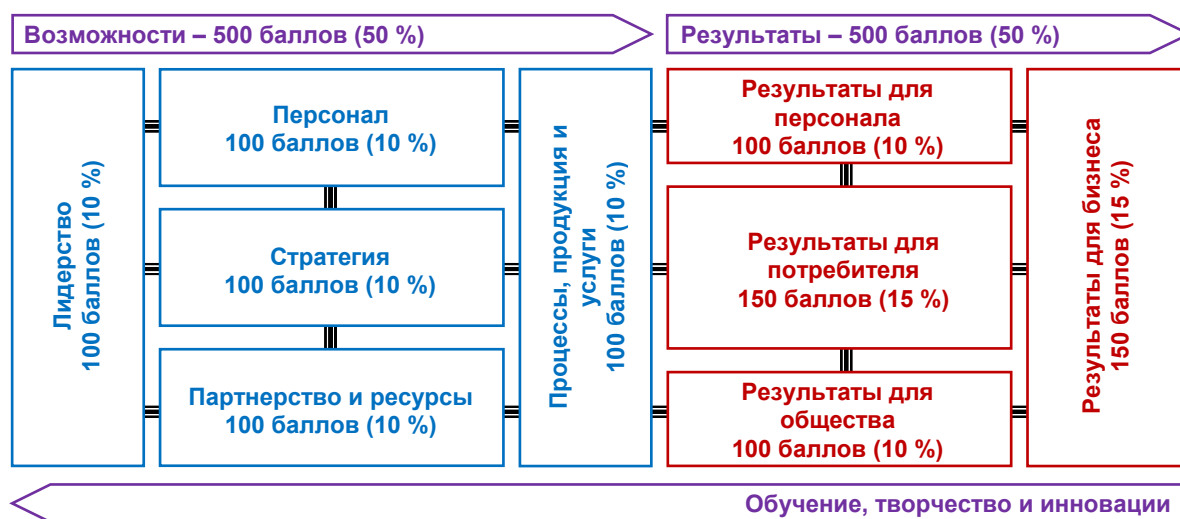 Возможности – 500 баллов (50 %)
Результаты – 500 баллов (50 %)
Лидерство
100 баллов (10 %)
Персонал
100 баллов (10 %)
Стратегия
100 баллов (10 %)
Партнерство и ресурсы
100 баллов (10 %)
Процессы, продукция и
услуги
100 баллов (10 %)
Результаты для
персонала
100 баллов (10 %)
Результаты для
потребителя
150 баллов (15 %)
Результаты для
общества
100 баллов (10 %)
Результаты для бизнеса
150 баллов (15 %)
Обучение, творчество и инновации